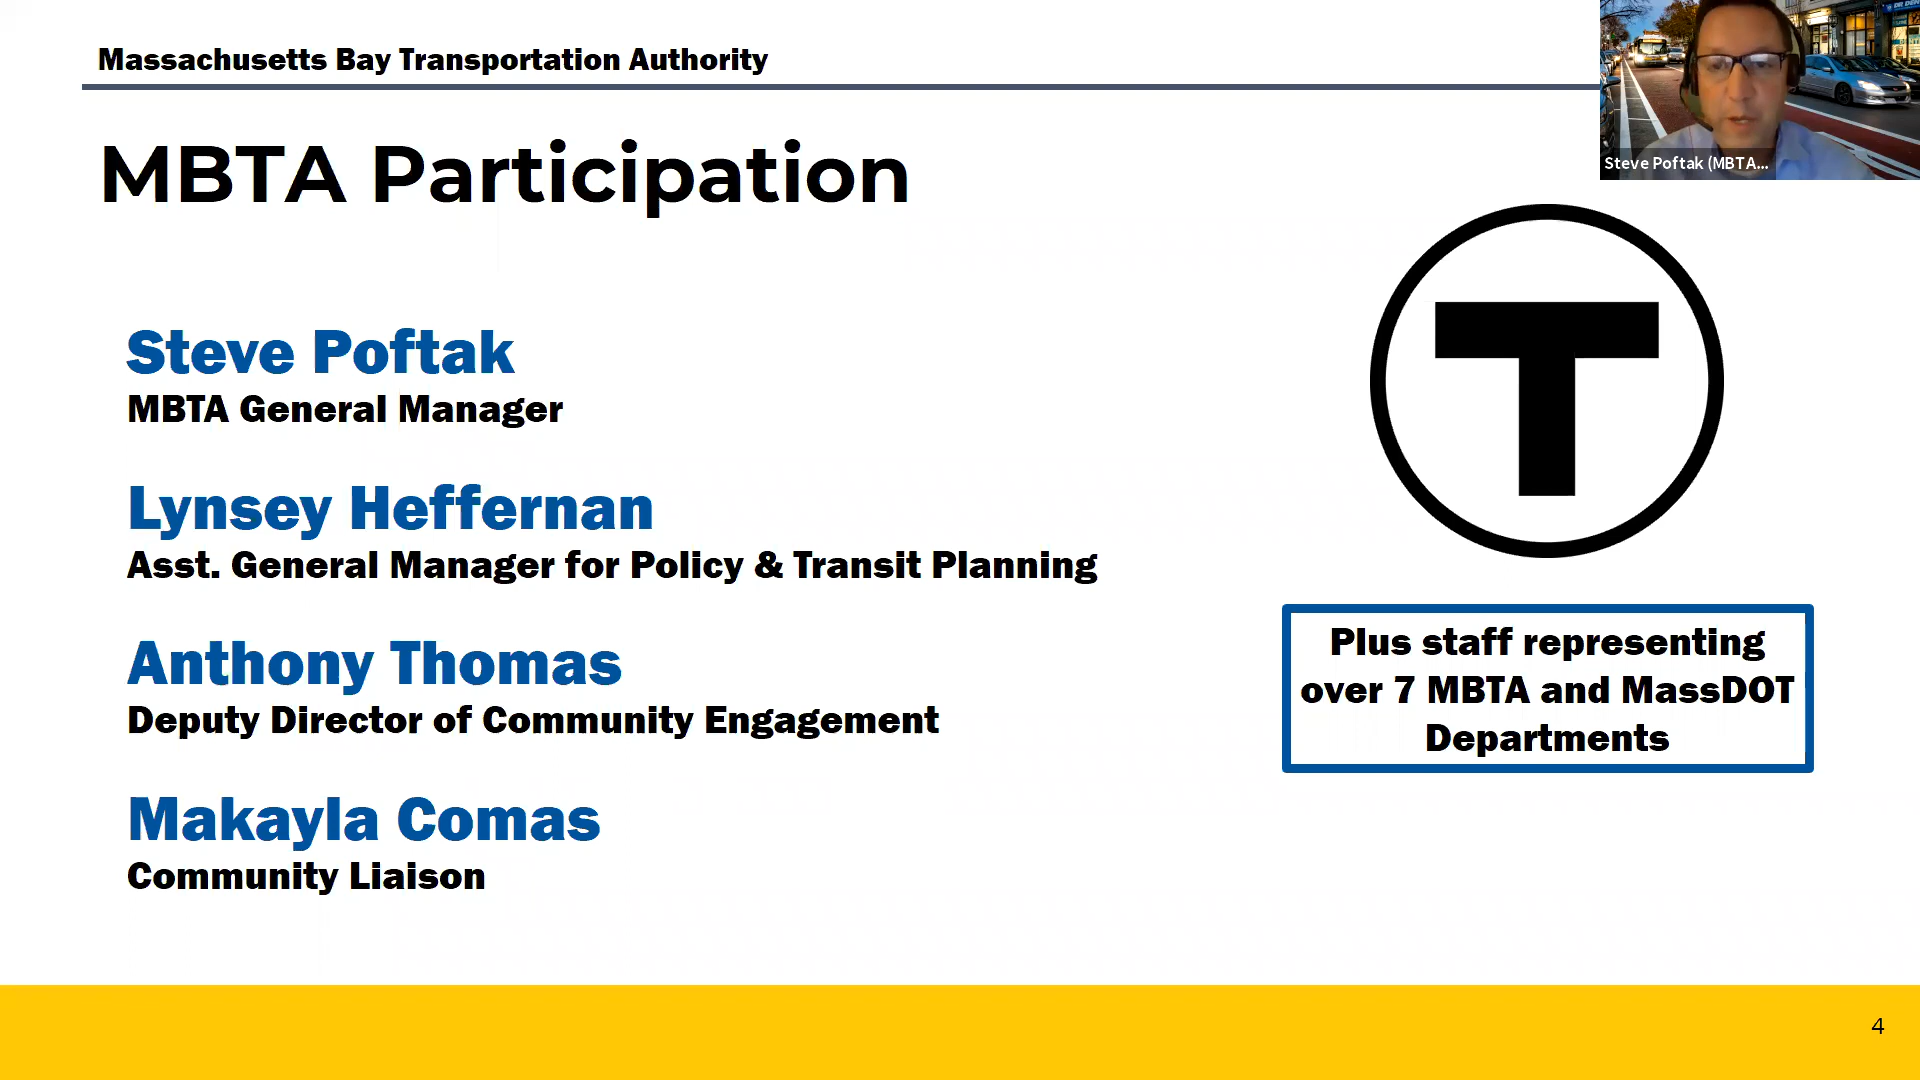 Massachusetts Bay Transportation Authority
MBTA Participation
Steve Poftak (MBTA...
Steve Poftak
MBTA General Manager
Lynsey Heffernan
Asst. General Manager for Policy & Transit Planning
Anthony Thomas
Deputy Director of Community Engagement
Makayla Comas
Community Liaison
T
Plus staff representing
over 7 MBTA and MassDOT
Departments
4